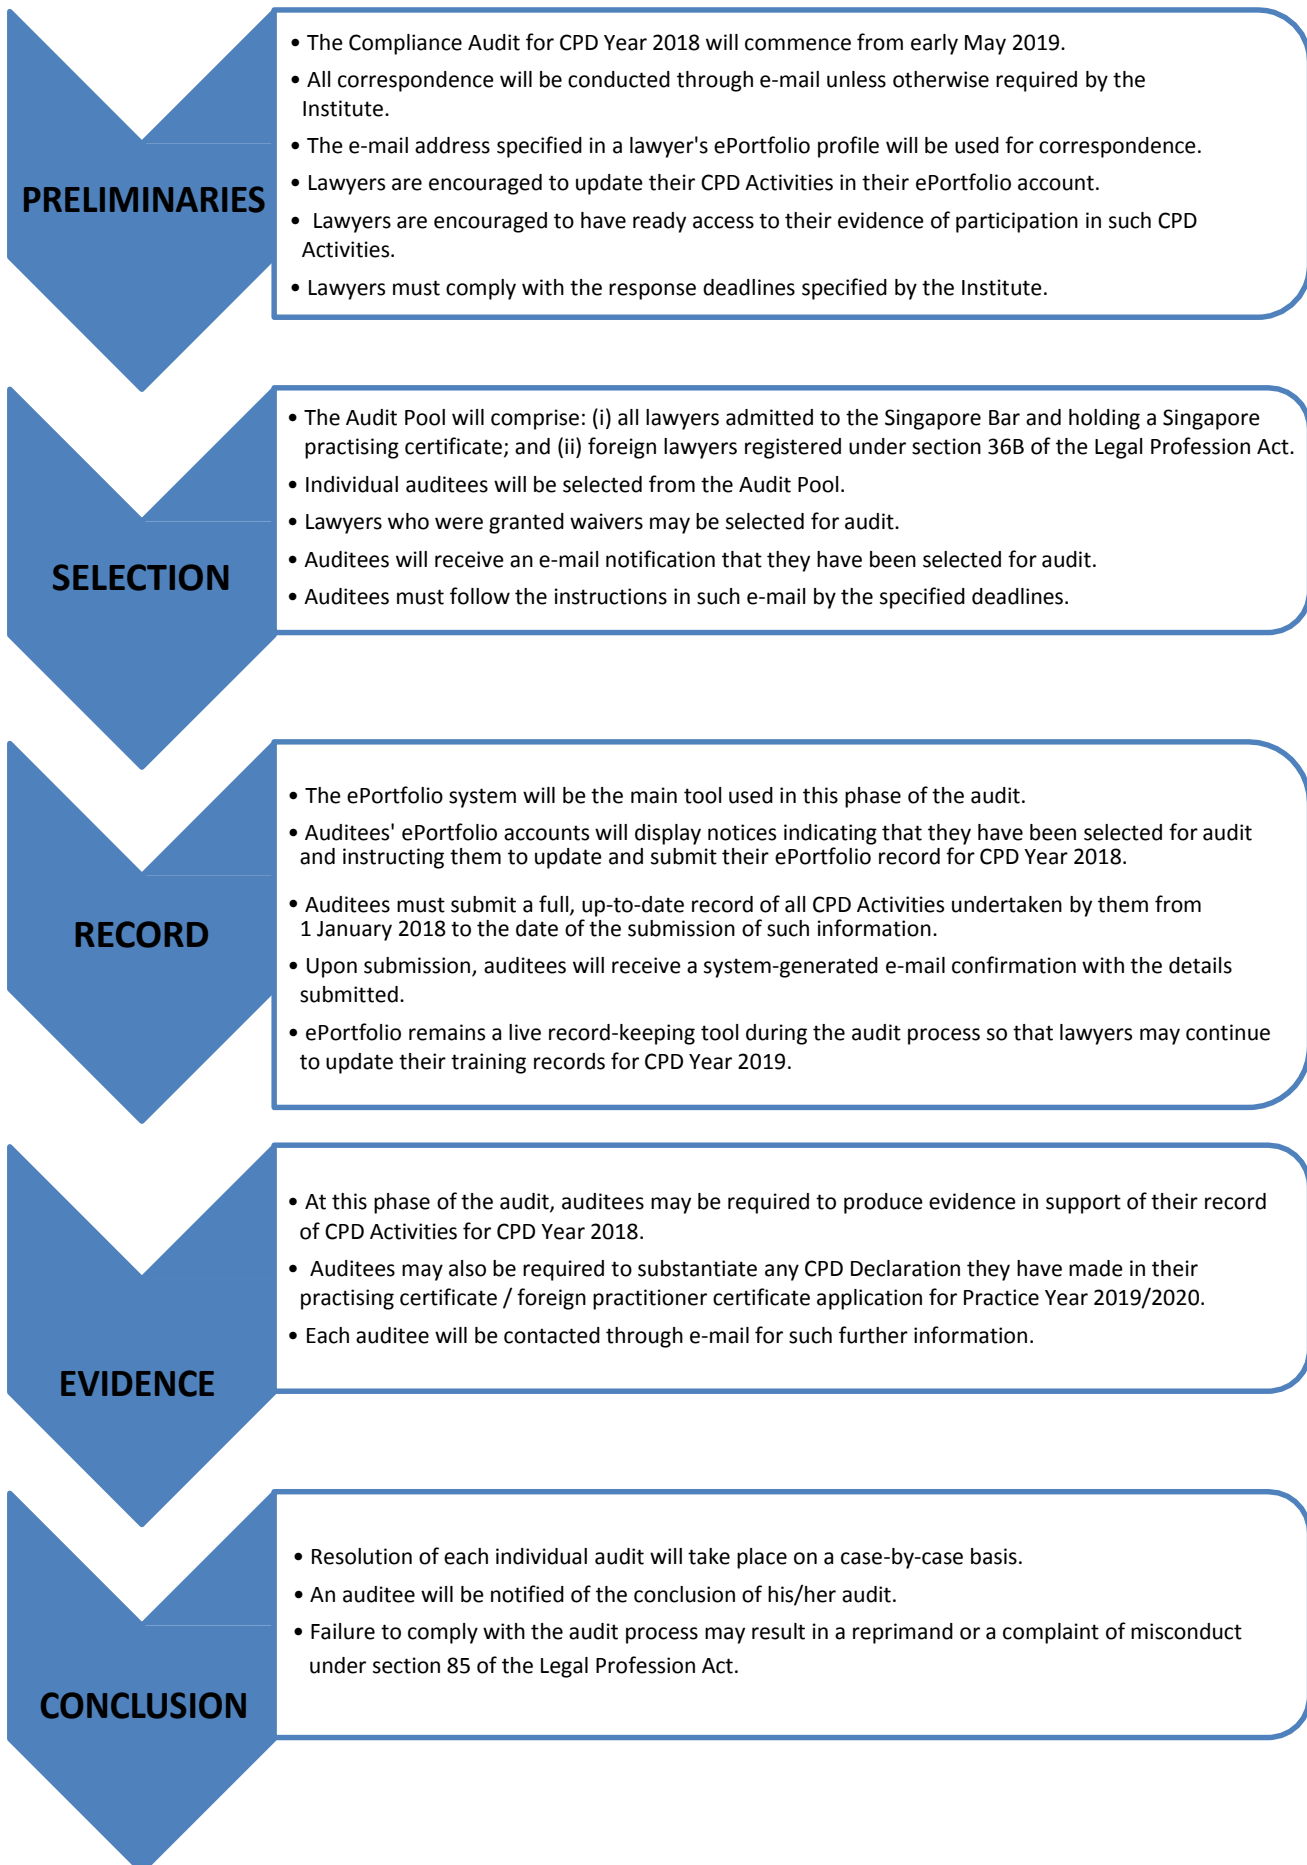 PRELIMINARIES
• The Compliance Audit for CPD Year 2018 will commence from early May 2019.
• All correspondence will be conducted through e-mail unless otherwise required by the
Institute.
• The e-mail address specified in a lawyer's ePortfolio profile will be used for correspondence.
• Lawyers are encouraged to update their CPD Activities in their ePortfolio account.
• Lawyers are encouraged to have ready access to their evidence of participation in such CPD
Activities.
• Lawyers must comply with the response deadlines specified by the Institute.
SELECTION
• The Audit Pool will comprise: (i) all lawyers admitted to the Singapore Bar and holding a Singapore
practising certificate; and (ii) foreign lawyers registered under section 36B of the Legal Profession Act.
• Individual auditees will be selected from the Audit Pool.
• Lawyers who were granted waivers may be selected for audit.
• Auditees will receive an e-mail notification that they have been selected for audit.
• Auditees must follow the instructions in such e-mail by the specified deadlines.
RECORD
• The ePortfolio system will be the main tool used in this phase of the audit.
• Auditees' ePortfolio accounts will display notices indicating that they have been selected for audit
and instructing them to update and submit their ePortfolio record for CPD Year 2018.
• Auditees must submit a full, up-to-date record of all CPD Activities undertaken by them from
1 January 2018 to the date of the submission of such information.
• Upon submission, auditees will receive a system-generated e-mail confirmation with the details
submitted.
• ePortfolio remains a live record-keeping tool during the audit process so that lawyers may continue
to update their training records for CPD Year 2019.
EVIDENCE
• At this phase of the audit, auditees may be required to produce evidence in support of their record
of CPD Activities for CPD Year 2018.
• Auditees may also be required to substantiate any CPD Declaration they have made in their
practising certificate / foreign practitioner certificate application for Practice Year 2019/2020.
• Each auditee will be contacted through e-mail for such further information.
CONCLUSION
• Resolution of each individual audit will take place on a case-by-case basis.
• An auditee will be notified of the conclusion of his/her audit.
• Failure to comply with the audit process may result in a reprimand or a complaint of misconduct
under section 85 of the Legal Profession Act.